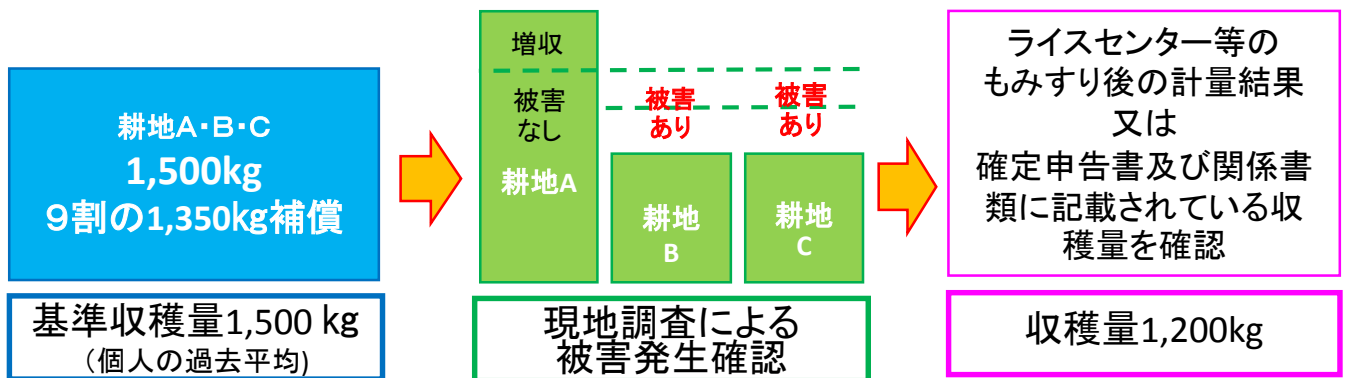 耕地A・B・C
1,500kg
９割の1,350kg補償
基準収穫量1,500 kg
（個人の過去平均)
増収
被害
なし
耕地A
被害
あり
耕地
B
被害
あり
耕地
C
現地調査による
被害発生確認
ライスセンター等の
もみすり後の計量結果
又は
確定申告書及び関係書
類に記載されている収
穫量を確認
収穫量1,200kg